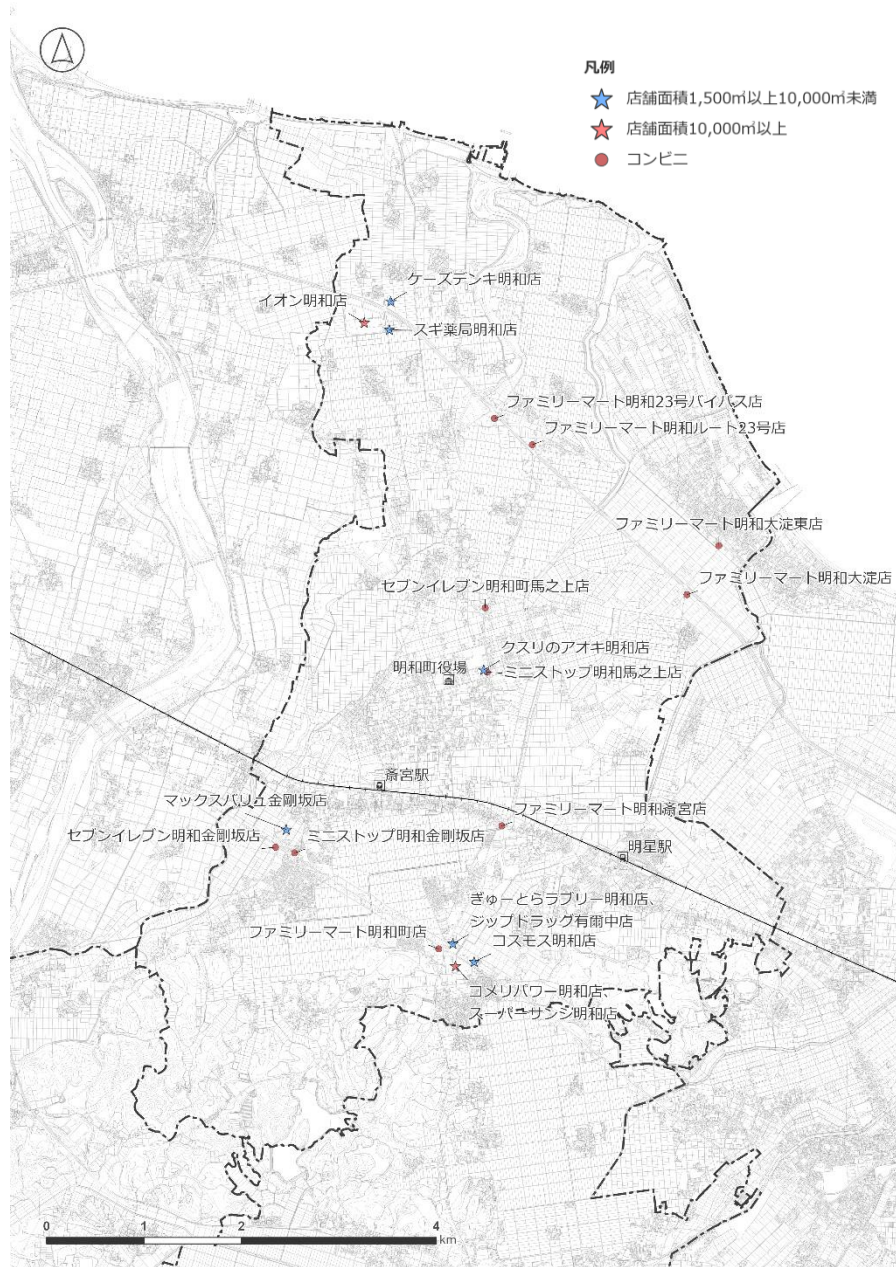 凡例
店舗面積1,500㎡以上10,000㎡未満
店舗面積10,000㎡以上
コンビニ
ケーズデンキ明和店
イオン明和店
スギ薬局明和店
ファミリーマート明和23号バイパス店
ファミリーマート明和ルート23号店
ファミリーマート明和大淀東店
ファミリーマート明和大淀店
セブンイレブン明和町馬之上店
クスリのアオキ明和店
明和町役場
ミニストップ明和馬之上店
斎宮駅
マックスバリュ金剛坂店
ファミリーマート明和斎宮店
セブンイレブン明和金剛坂店
ミニストップ明和金剛坂店
明星駅
ぎゅーとらラブリー明和店、
ジップドラッグ有爾中店
ファミリーマート明和町店
コスモス明和店
コメリパワー明和店、
スーパーサンシ明和店
0 1 2 4
km